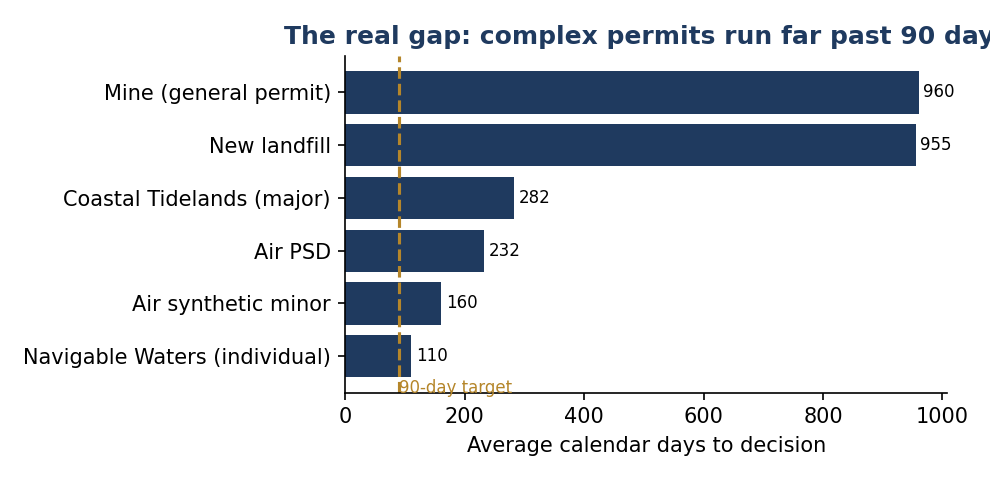 The real gap: complex permits run far past 90 day
Mine (general permit) 960
New landfill 955
Coastal Tidelands (major) 282
Air PSD 232
Air synthetic minor 160
Navigable Waters (individual) 110
90-day target
0 200 400 600 800 1000
Average calendar days to decision